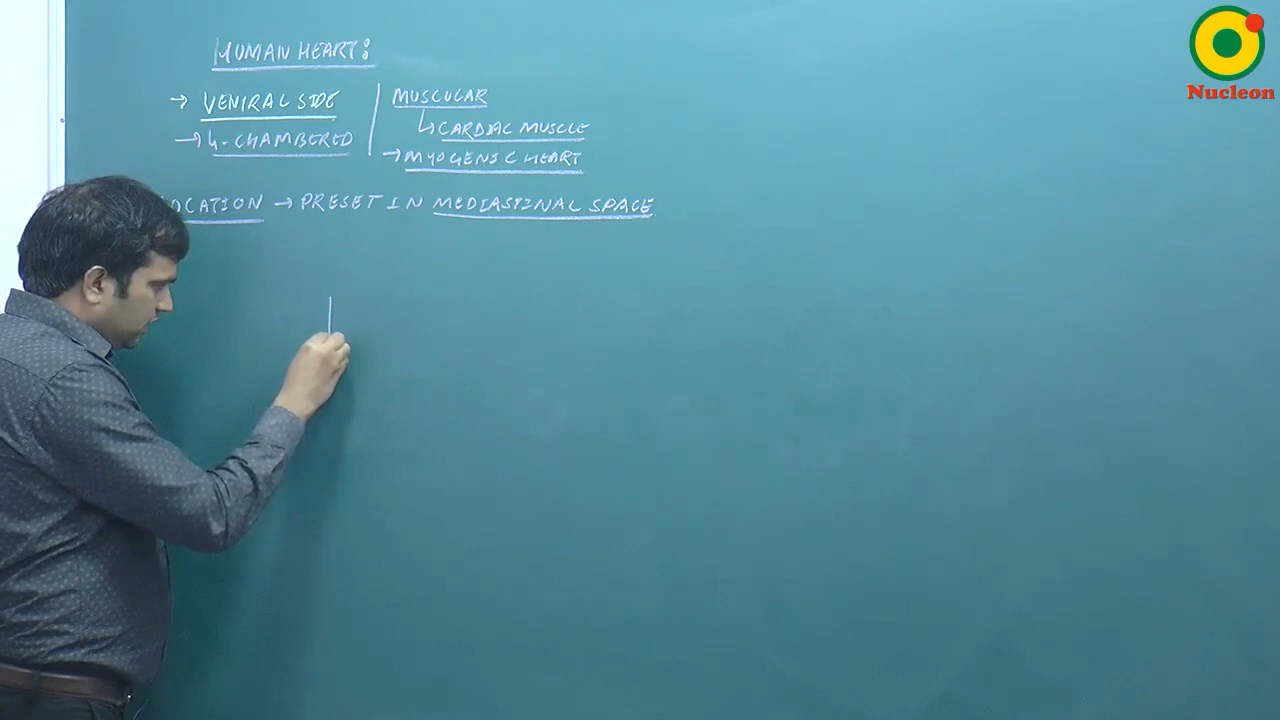 HUMAN HEART:
→ VENTRAL SIDE
→ 4-CHAMBERED
MUSCULAR
↳ CARDIAC MUSCLE
→ MYOGENIC HEART
OCATION → PRESET IN MEDIASTINAL SPACE
Nucleon